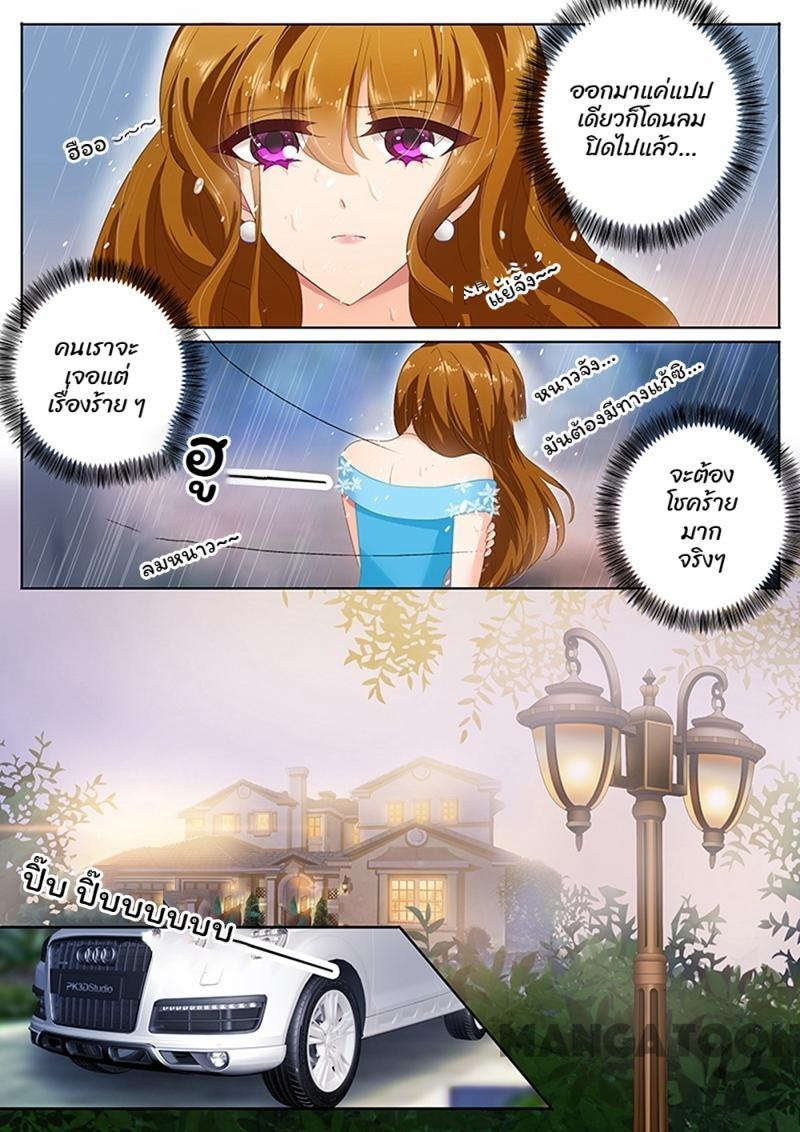 ออกมาแค่แปป
เดียวก็โดนลม
ปิดไปแล้ว...
ฮืออ ~~~
แย่จัง~~
คนเราจะ
เจอแต่
เรื่องร้าย ๆ
หนาวจัง...
มันต้องมีทางแก้ซิ...
ฮู
ลมหนาว~~
จะต้อง
โชคร้าย
มาก
จริงๆ
ปี๊บ ปี๊บบบบบบ
PK3DStudio
MANGATOON